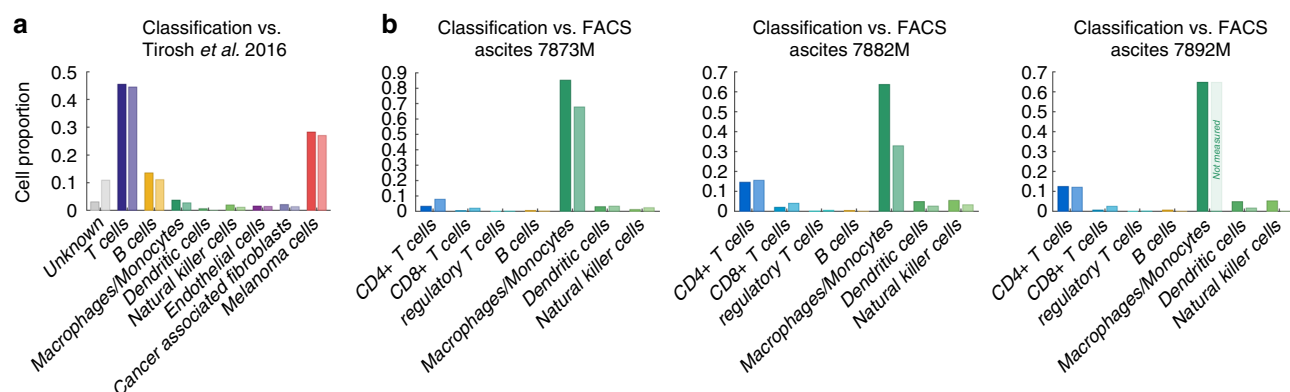 a
Classification vs.
Tirosh et al. 2016
Cell proportion
0.5
0.4
0.3
0.2
0.1
0
Unknown
T cells
B cells
Macrophages/Monocytes
Dendritic cells
Natural killer cells
Endothelial cells
Cancer associated fibroblasts
Melanoma cells
b
Classification vs. FACS
ascites 7873M
0.9
0.8
0.7
0.6
0.5
0.4
0.3
0.2
0.1
0
CD4+ T cells
CD8+ T cells
regulatory T cells
B cells
Macrophages/Monocytes
Dendritic cells
Natural killer cells
Classification vs. FACS
ascites 7882M
0.7
0.6
0.5
0.4
0.3
0.2
0.1
0
CD4+ T cells
CD8+ T cells
regulatory T cells
B cells
Macrophages/Monocytes
Dendritic cells
Natural killer cells
Classification vs. FACS
ascites 7892M
0.7
0.6
0.5
0.4
0.3
0.2
0.1
0
Not measured
CD4+ T cells
CD8+ T cells
regulatory T cells
B cells
Macrophages/Monocytes
Dendritic cells
Natural killer cells